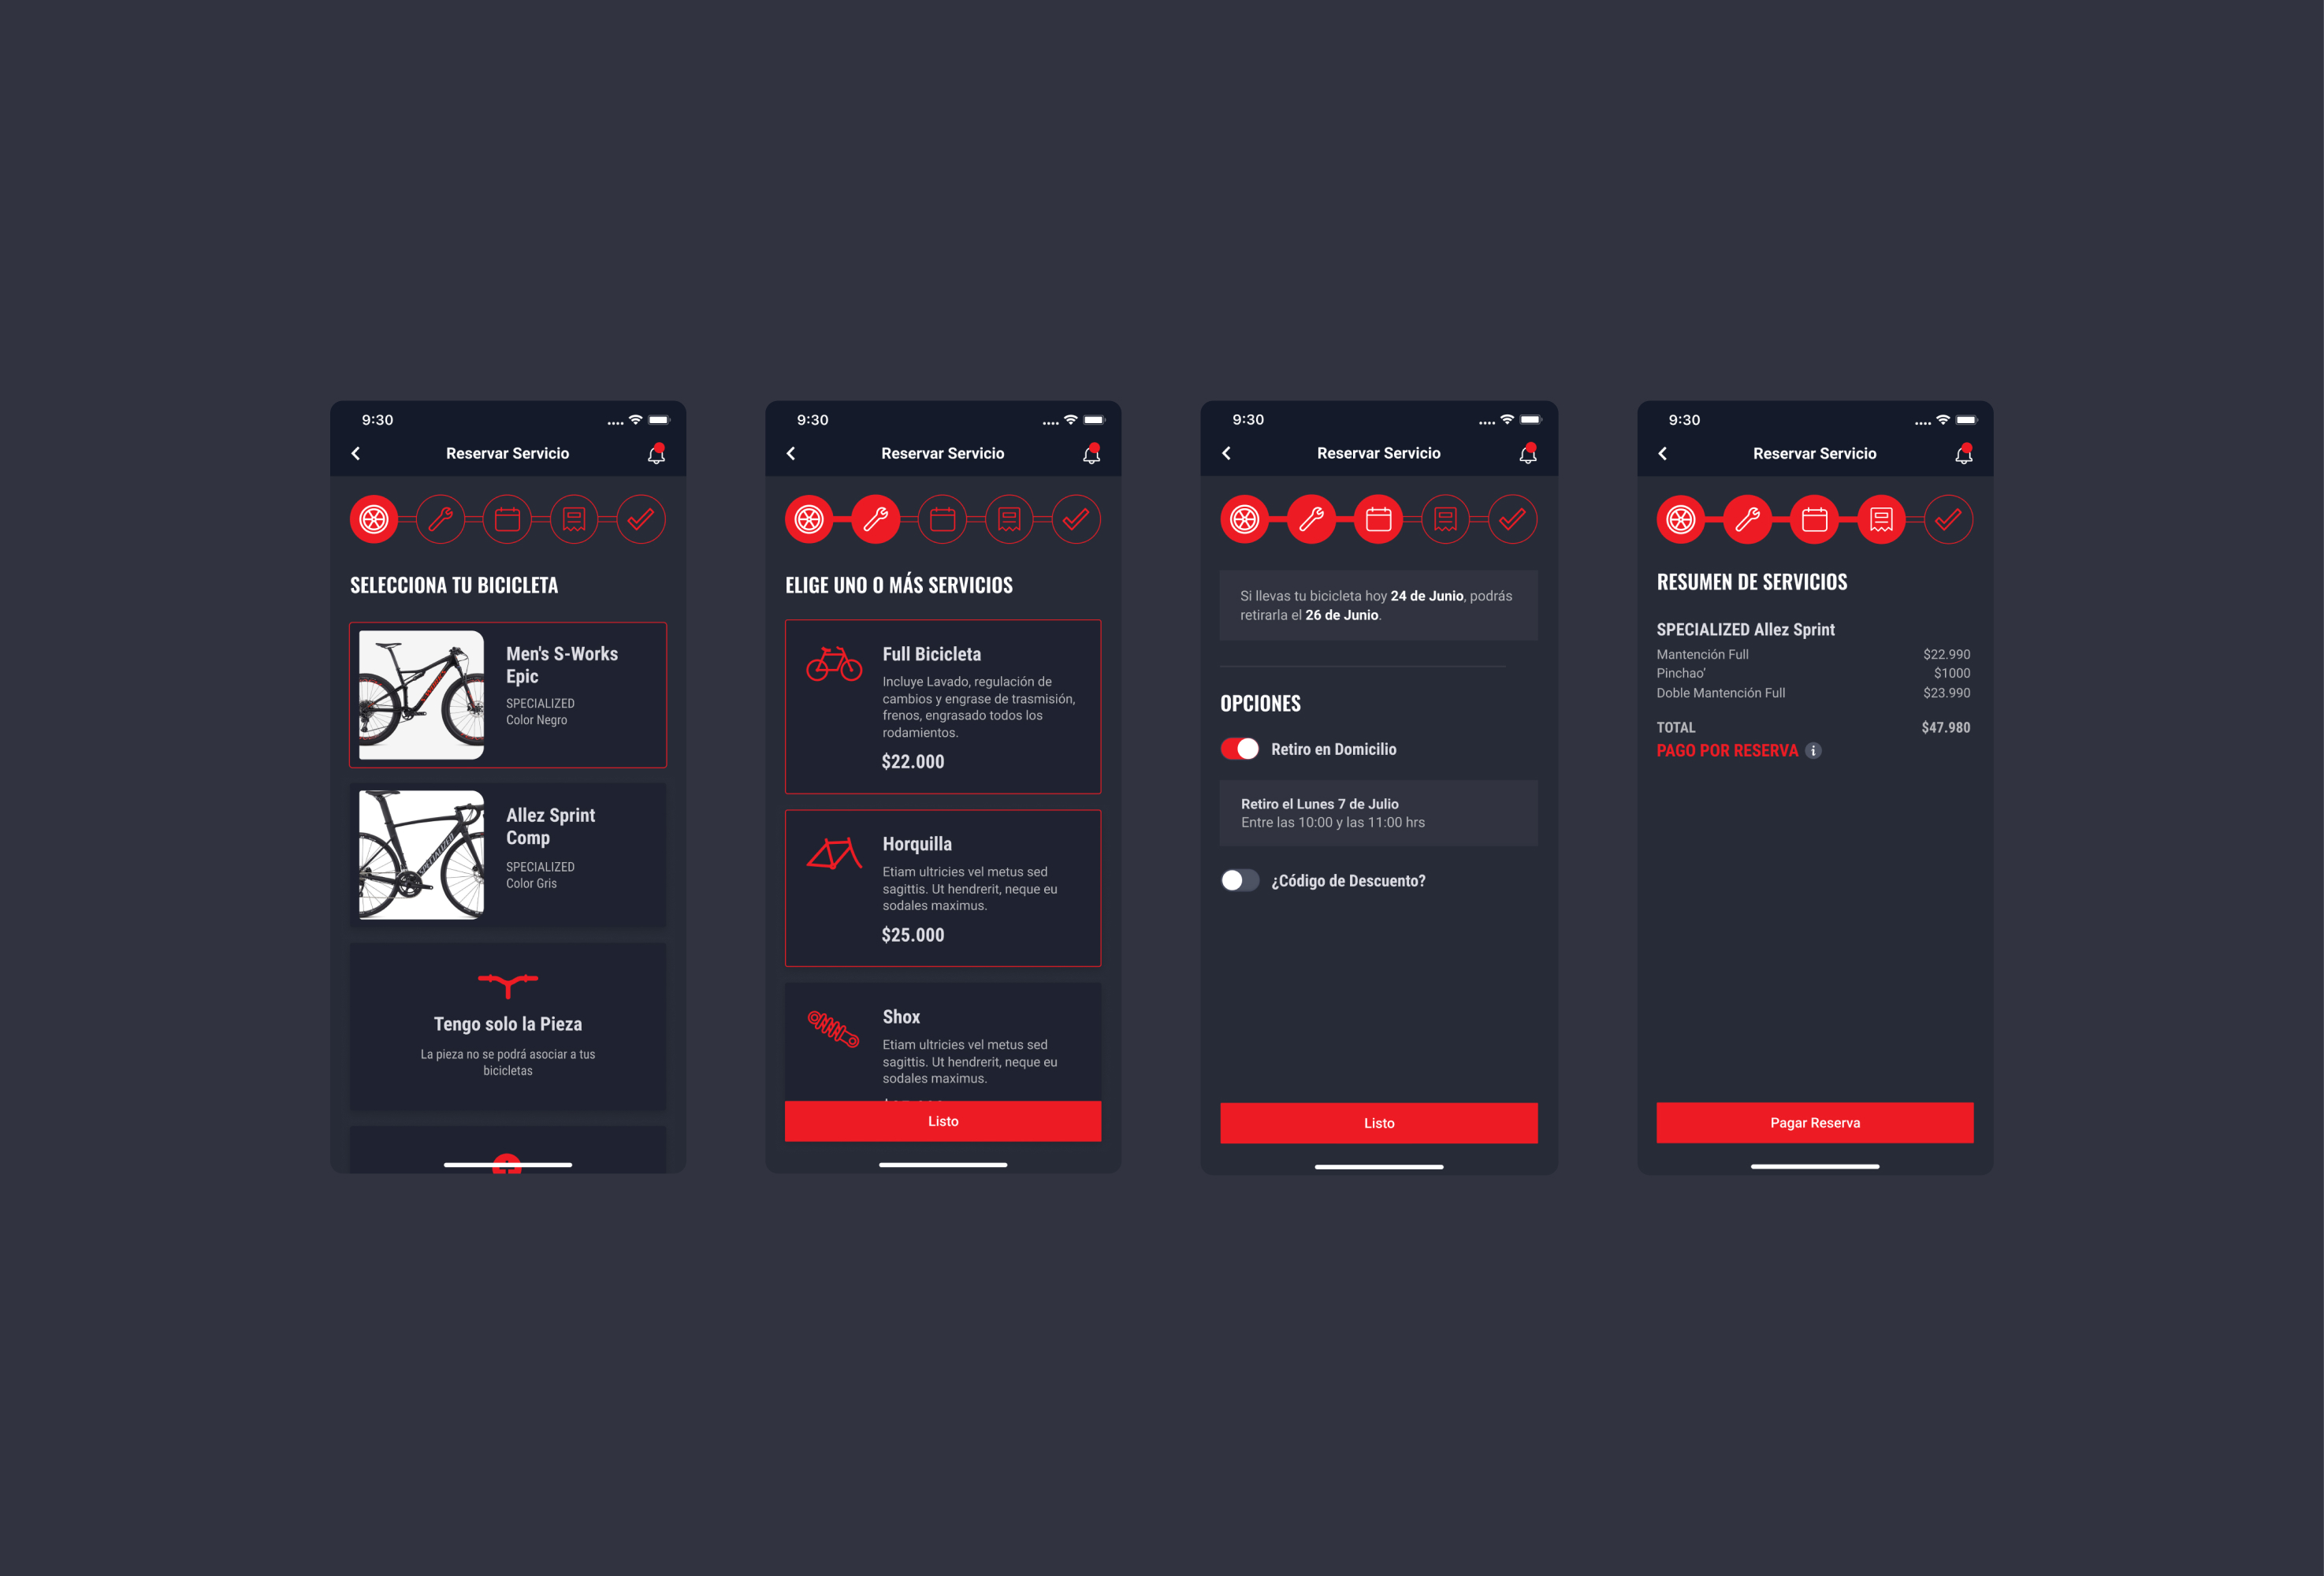 9:30
Reservar Servicio
SELECCIONA TU BICICLETA
Men's S-Works
Epic
SPECIALIZED
Color Negro
Allez Sprint
Comp
SPECIALIZED
Color Gris
SPECIALIZED
Tengo solo la Pieza
La pieza no se podrá asociar a tus
bicicletas
9:30
Reservar Servicio
ELIGE UNO O MÁS SERVICIOS
Full Bicicleta
Incluye Lavado, regulación de
cambios y engrase de trasmisión,
frenos, engrasado todos los
rodamientos.
$22.000
Horquilla
Etiam ultricies vel metus sed
sagittis. Ut hendrerit, neque eu
sodales maximus.
$25.000
Shox
Etiam ultricies vel metus sed
sagittis. Ut hendrerit, neque eu
sodales maximus.
Listo
9:30
Reservar Servicio
Si llevas tu bicicleta hoy 24 de Junio, podrás
retirarla el 26 de Junio.
OPCIONES
Retiro en Domicilio
Retiro el Lunes 7 de Julio
Entre las 10:00 y las 11:00 hrs
¿Código de Descuento?
Listo
9:30
Reservar Servicio
RESUMEN DE SERVICIOS
SPECIALIZED Allez Sprint
Mantención Full $22.990
Pinchao' $1000
Doble Mantención Full $23.990
TOTAL $47.980
PAGO POR RESERVA i
Pagar Reserva